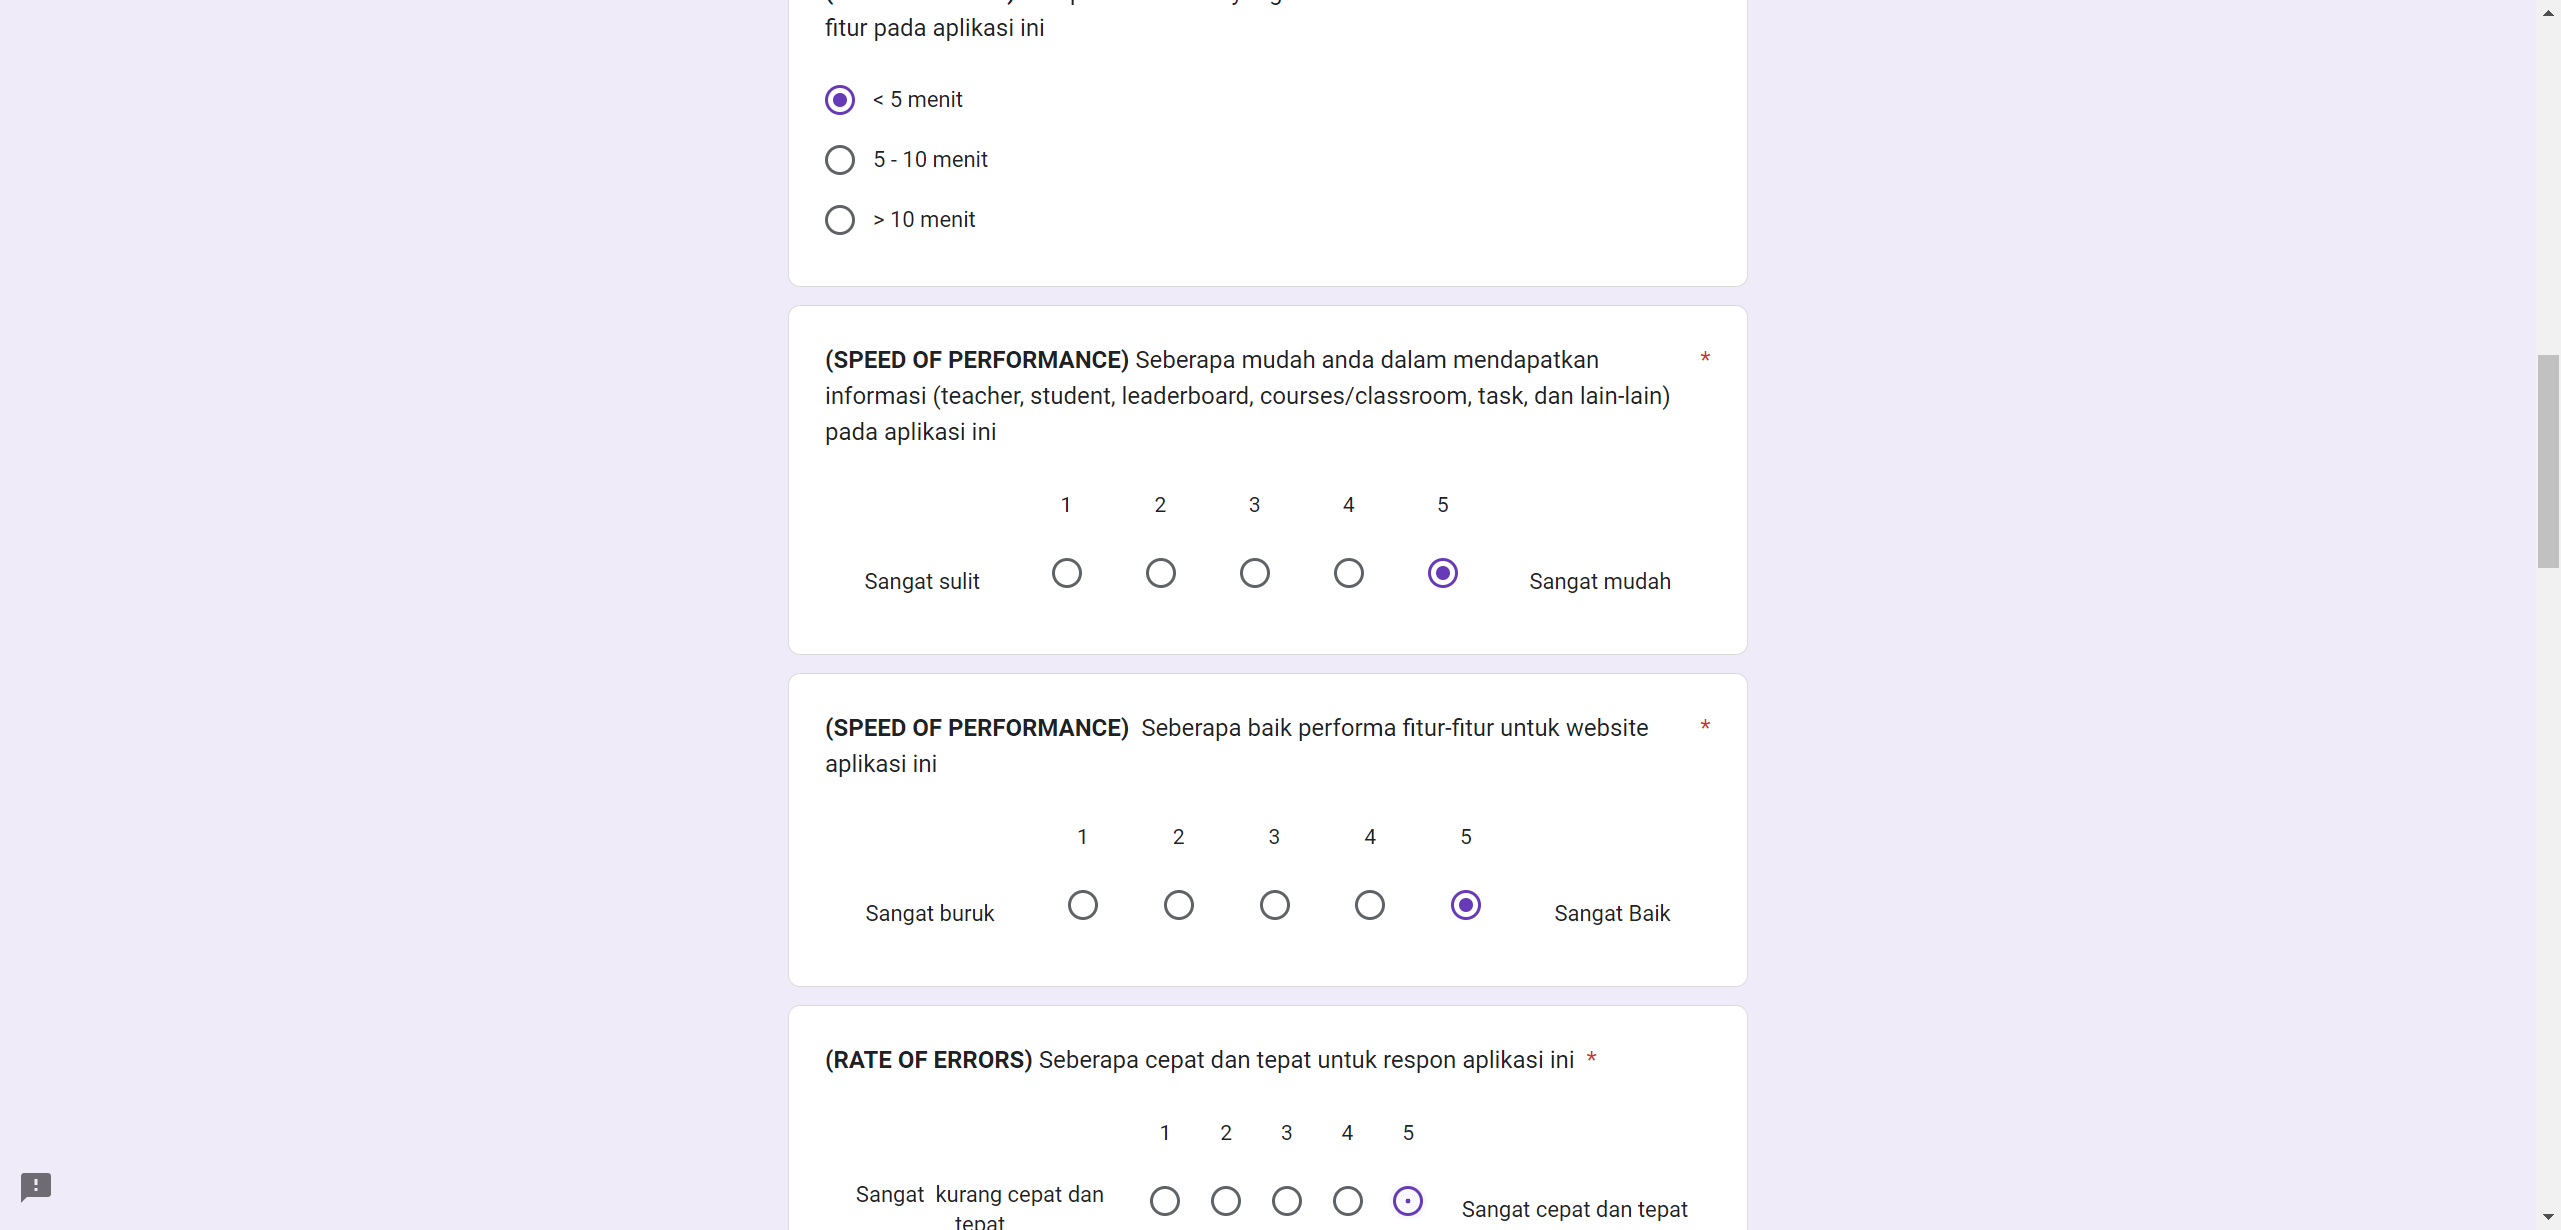 fitur pada aplikasi ini
< 5 menit
5 - 10 menit
> 10 menit
(SPEED OF PERFORMANCE) Seberapa mudah anda dalam mendapatkan *
informasi (teacher, student, leaderboard, courses/classroom, task, dan lain-lain)
pada aplikasi ini
1 2 3 4 5
Sangat sulit Sangat mudah
(SPEED OF PERFORMANCE) Seberapa baik performa fitur-fitur untuk website *
aplikasi ini
1 2 3 4 5
Sangat buruk Sangat Baik
(RATE OF ERRORS) Seberapa cepat dan tepat untuk respon aplikasi ini *
1 2 3 4 5
Sangat kurang cepat dan
tepat
Sangat cepat dan tepat